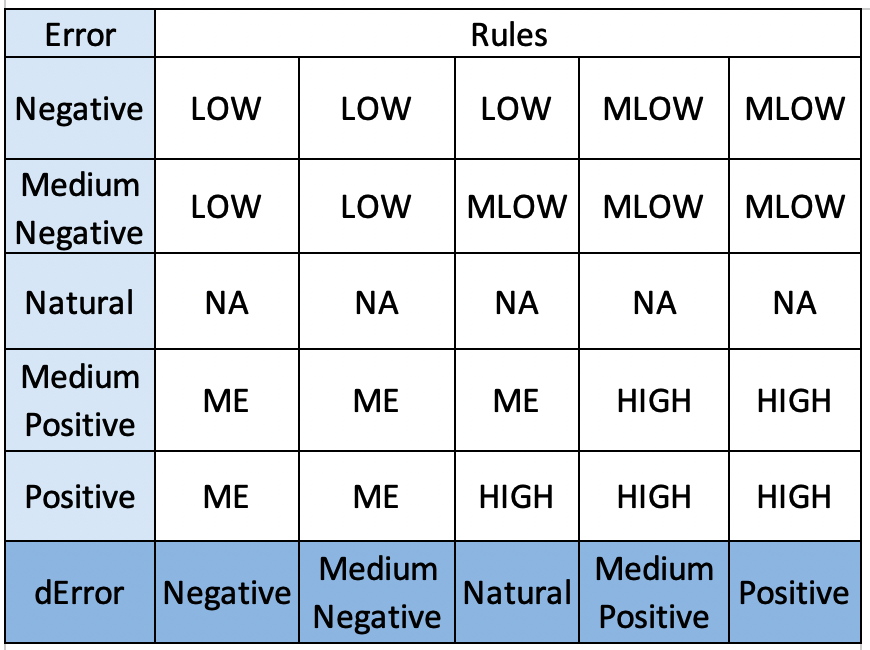 Error Rules
Negative LOW LOW LOW MLOW MLOW
Medium
Negative LOW LOW MLOW MLOW MLOW
Natural NA NA NA NA NA
Medium
Positive ME ME ME HIGH HIGH
Positive ME ME HIGH HIGH HIGH
dError Negative Medium
Negative Natural Medium
Positive Positive